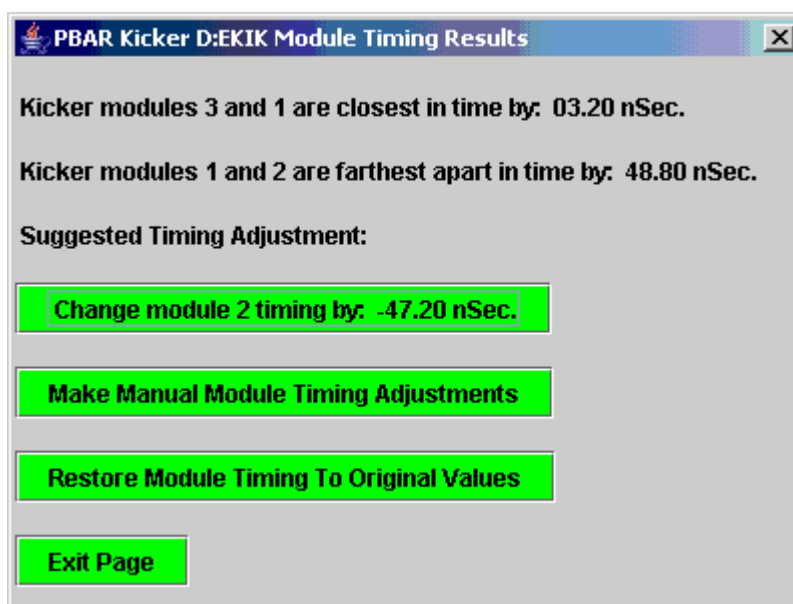 PBAR Kicker D:EKIK Module Timing Results
Kicker modules 3 and 1 are closest in time by: 03.20 nSec.
Kicker modules 1 and 2 are farthest apart in time by: 48.80 nSec.
Suggested Timing Adjustment:
Change module 2 timing by: -47.20 nSec.
Make Manual Module Timing Adjustments
Restore Module Timing To Original Values
Exit Page